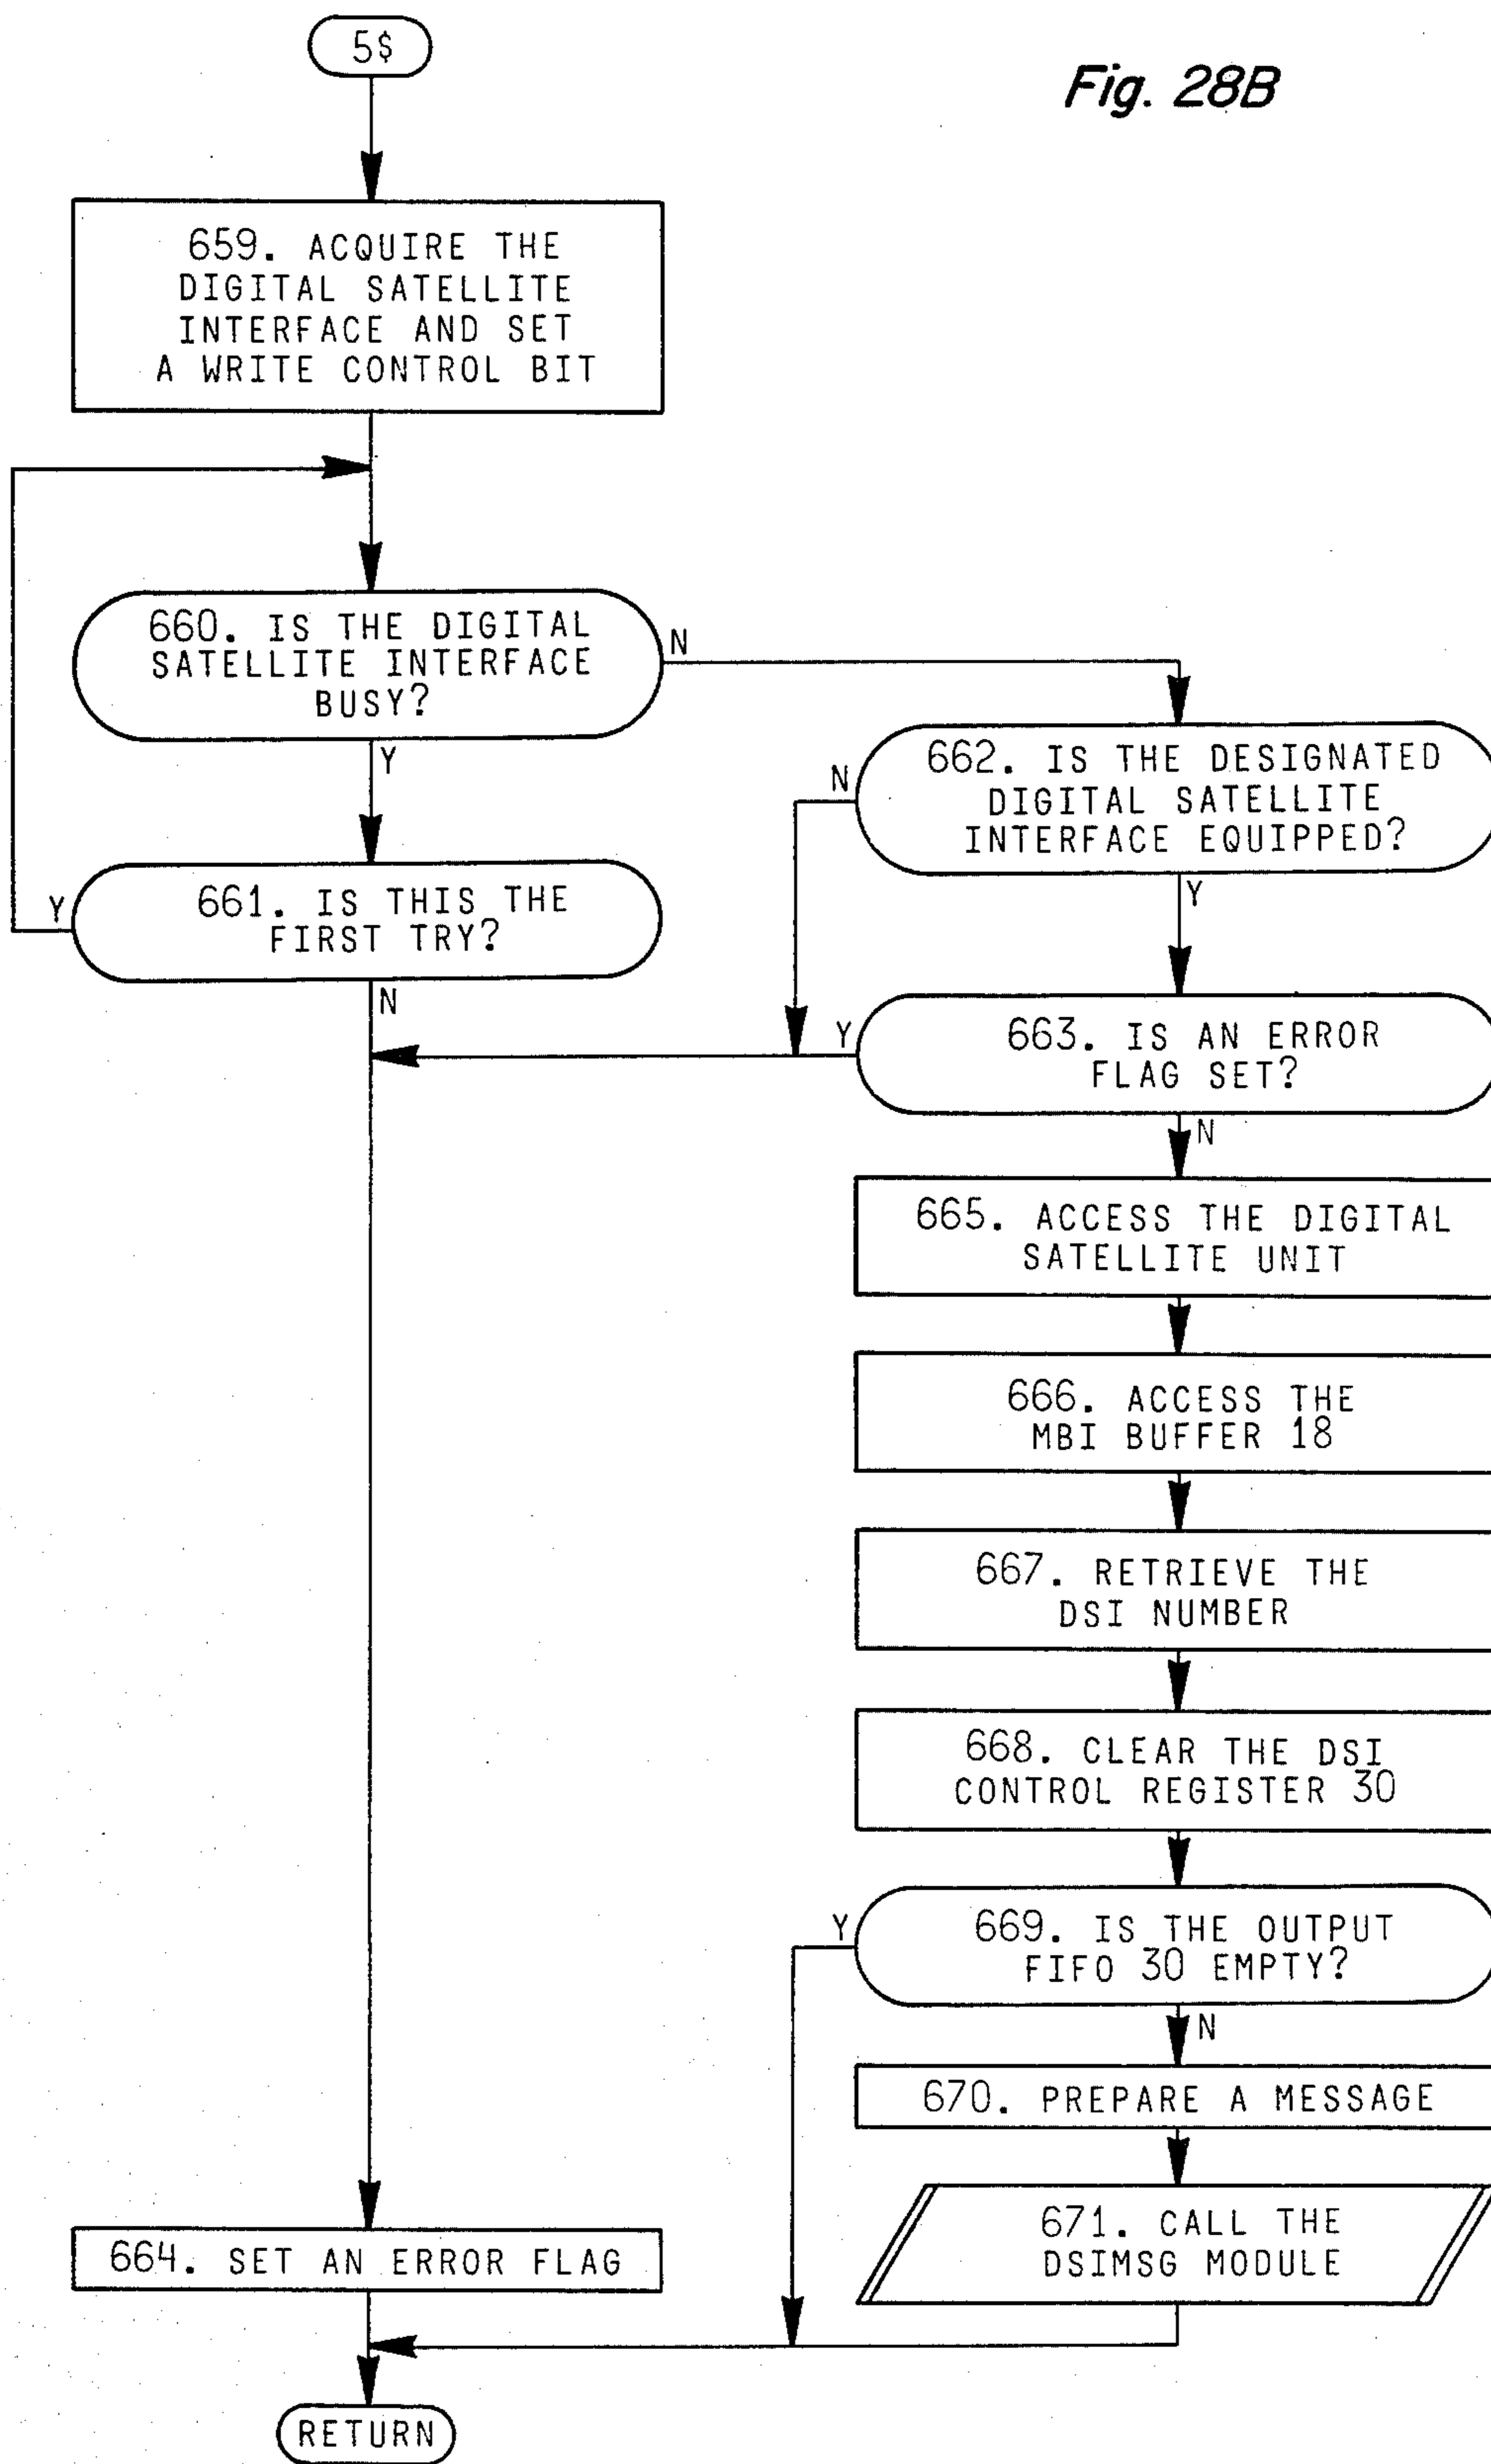 5$
Fig. 28B
659. ACQUIRE THE
DIGITAL SATELLITE
INTERFACE AND SET
A WRITE CONTROL BIT
660. IS THE DIGITAL
SATELLITE INTERFACE
BUSY?
N
Y
662. IS THE DESIGNATED
DIGITAL SATELLITE
INTERFACE EQUIPPED?
N
Y
661. IS THIS THE
FIRST TRY?
Y
N
663. IS AN ERROR
FLAG SET?
Y
N
665. ACCESS THE DIGITAL
SATELLITE UNIT
666. ACCESS THE
MBI BUFFER 18
667. RETRIEVE THE
DSI NUMBER
668. CLEAR THE DSI
CONTROL REGISTER 30
669. IS THE OUTPUT
FIFO 30 EMPTY?
Y
N
670. PREPARE A MESSAGE
671. CALL THE
DSIMSG MODULE
664. SET AN ERROR FLAG
RETURN